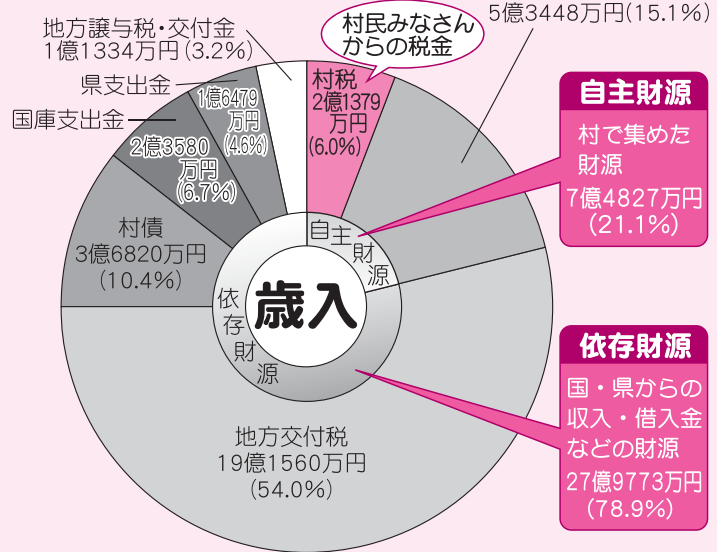 5億3448万円(15.1%)
地方譲与税・交付金
1億1334万円(3.2%)
村民みなさん
からの税金
県支出金
1億6479
万円
(4.6%)
国庫支出金
2億3580
万円
(6.7%)
村税
2億1379
万円
(6.0%)
自主財源
村で集めた
財源
7億4827万円
(21.1%)
村債
3億6820万円
(10.4%)
自主財源
歳入
依存財源
依存財源
国・県からの
収入・借入金
などの財源
27億9773万円
(78.9%)
地方交付税
19億1560万円
(54.0%)